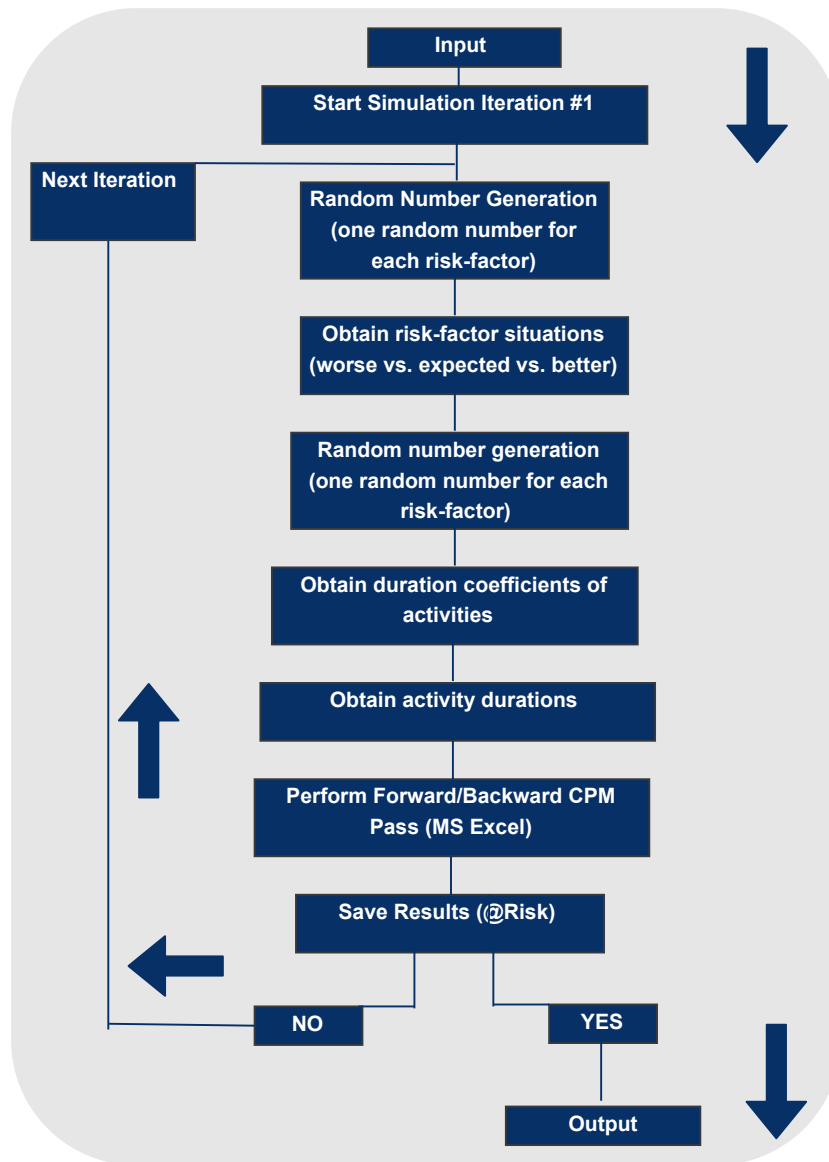 Input
Start Simulation Iteration #1
Next Iteration
Random Number Generation
(one random number for
each risk-factor)
Obtain risk-factor situations
(worse vs. expected vs. better)
Random number generation
(one random number for each
risk-factor)
Obtain duration coefficients of
activities
Obtain activity durations
Perform Forward/Backward CPM
Pass (MS Excel)
Save Results (@Risk)
NO
YES
Output